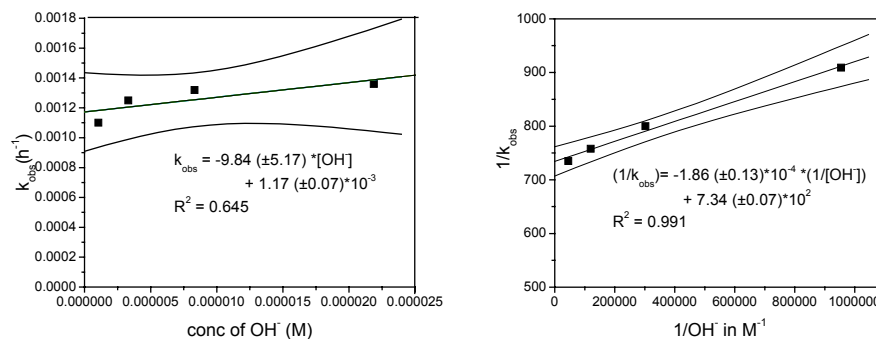 0.0018
0.0016
0.0014
0.0012
0.0010
0.0008
0.0006
0.0004
0.0002
0.0000
k_obs(h⁻¹)
k_obs = -9.84 (±5.17) *[OH⁻]
+ 1.17 (±0.07)*10⁻³
R² = 0.645
0.000000 0.000005 0.000010 0.000015 0.000020 0.000025
conc of OH⁻ (M)
1000
900
800
700
600
500
1/k_obs
(1/k_obs)= -1.86 (±0.13)*10⁻⁴ *(1/[OH⁻])
+ 7.34 (±0.07)*10²
R² = 0.991
0 200000 400000 600000 800000 1000000
1/OH⁻ in M⁻¹